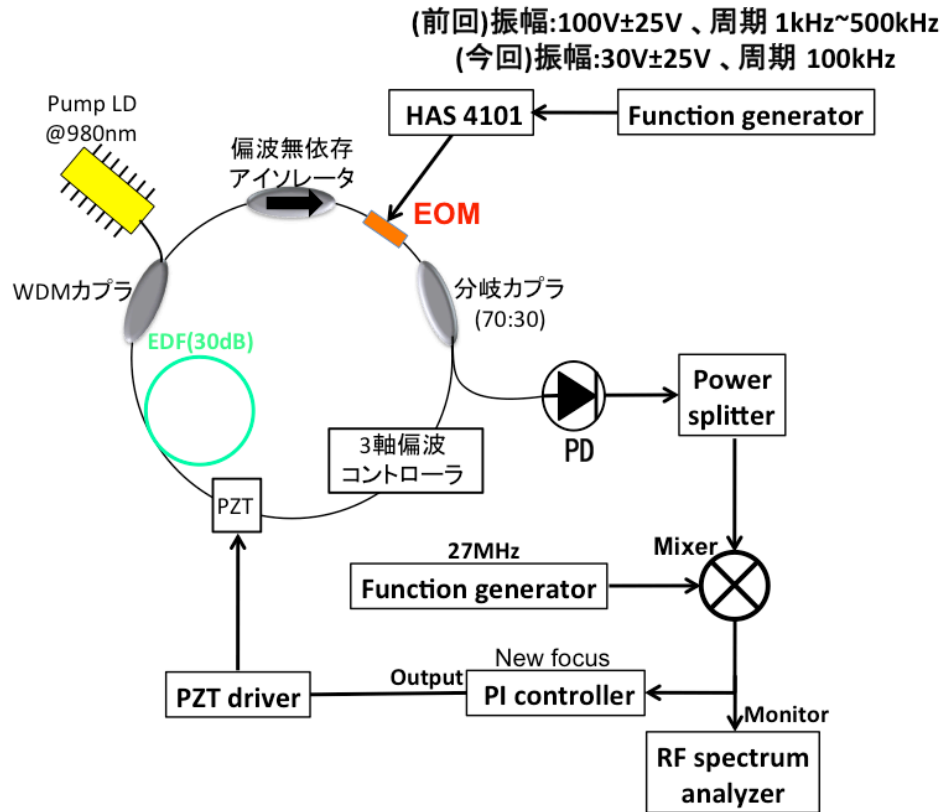 (前回)振幅:100V±25V 、周期 1kHz~500kHz
(今回)振幅:30V±25V 、周期 100kHz
Pump LD
@980nm
HAS 4101
Function generator
偏波無依存
アイソレータ
EOM
WDMカプラ
分岐カプラ
(70:30)
EDF(30dB)
Power
splitter
PD
3軸偏波
コントローラ
PZT
27MHz
Mixer
Function generator
New focus
Output
PZT driver
PI controller
Monitor
RF spectrum
analyzer